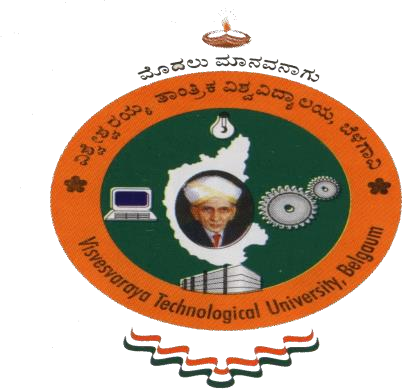 ಮೊದಲು ಮಾನವನಾಗು
ವಿಶ್ವೇಶ್ವರಯ್ಯ ತಾಂತ್ರಿಕ ವಿಶ್ವವಿದ್ಯಾಲಯ, ಬೆಳಗಾವಿ
Visvesvaraya Technological University, Belgaum